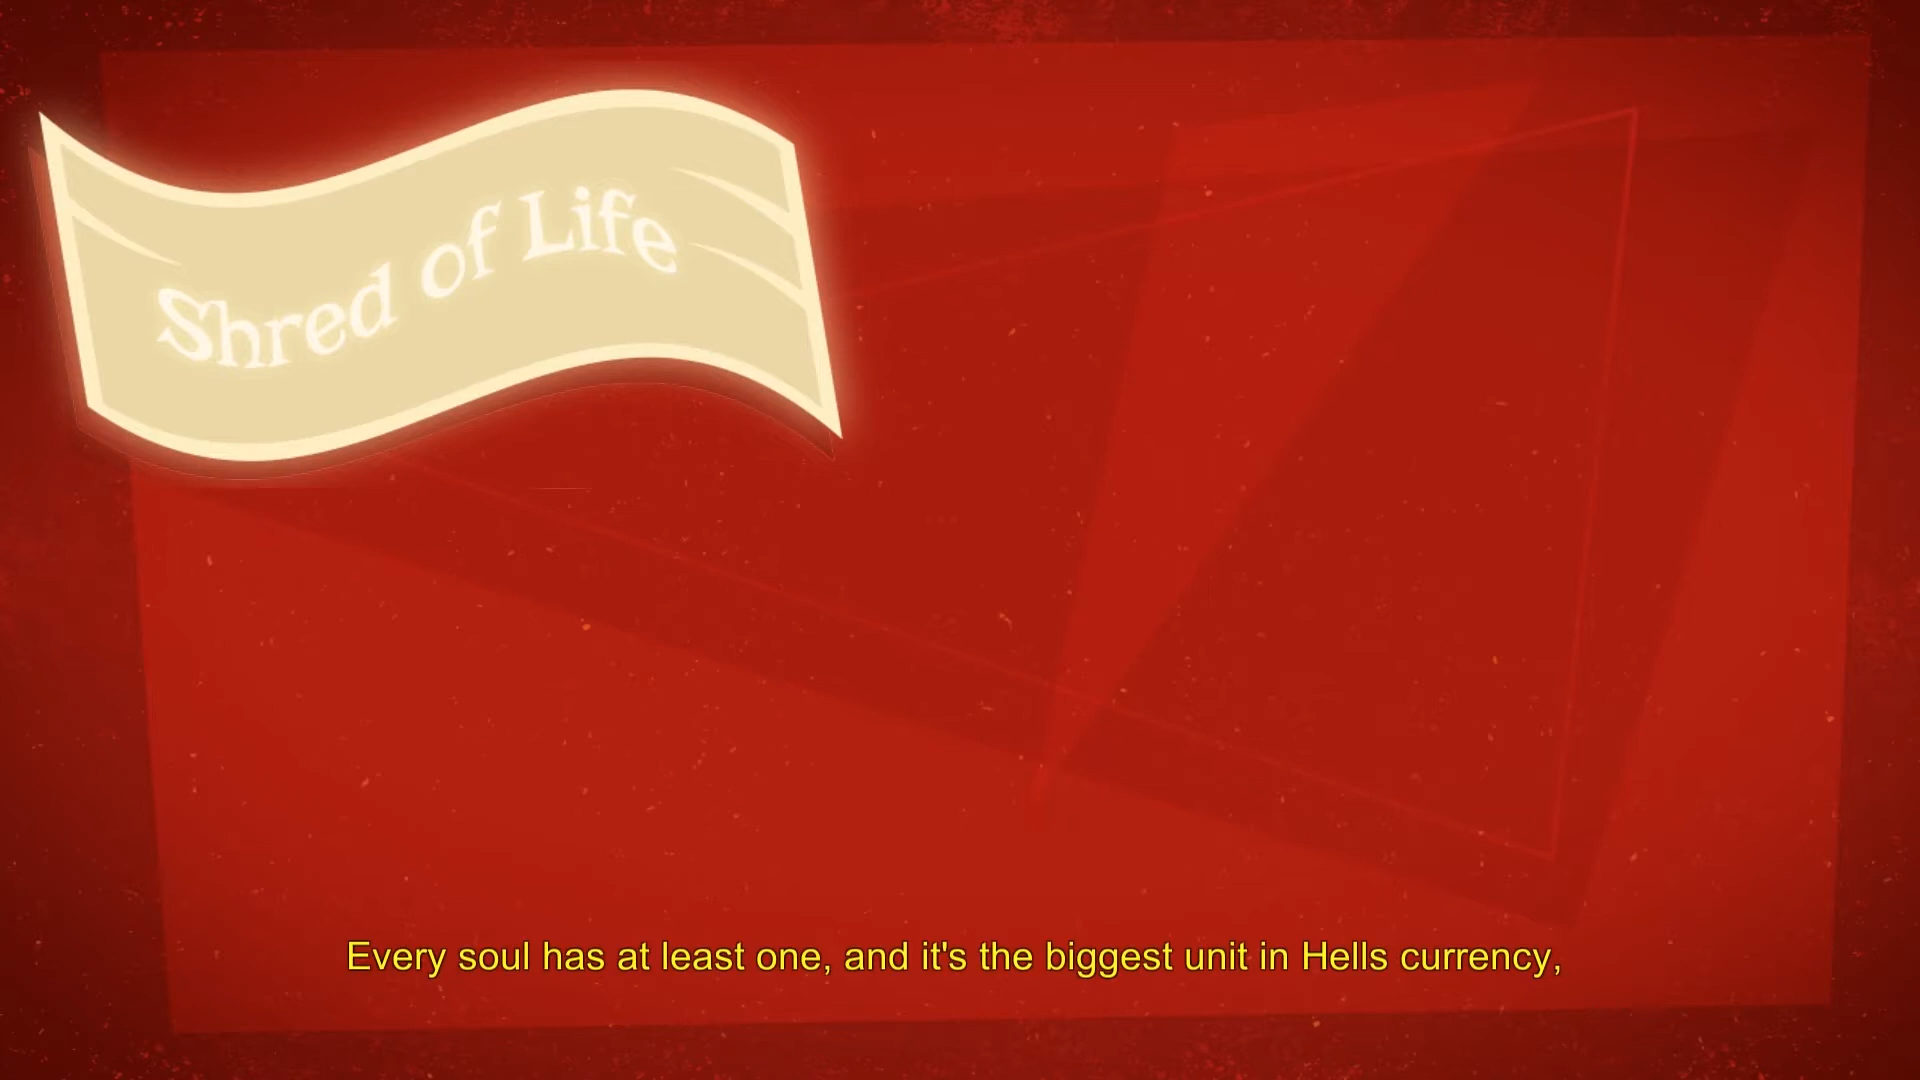 Shred of Life
Every soul has at least one, and it's the biggest unit in Hells currency,